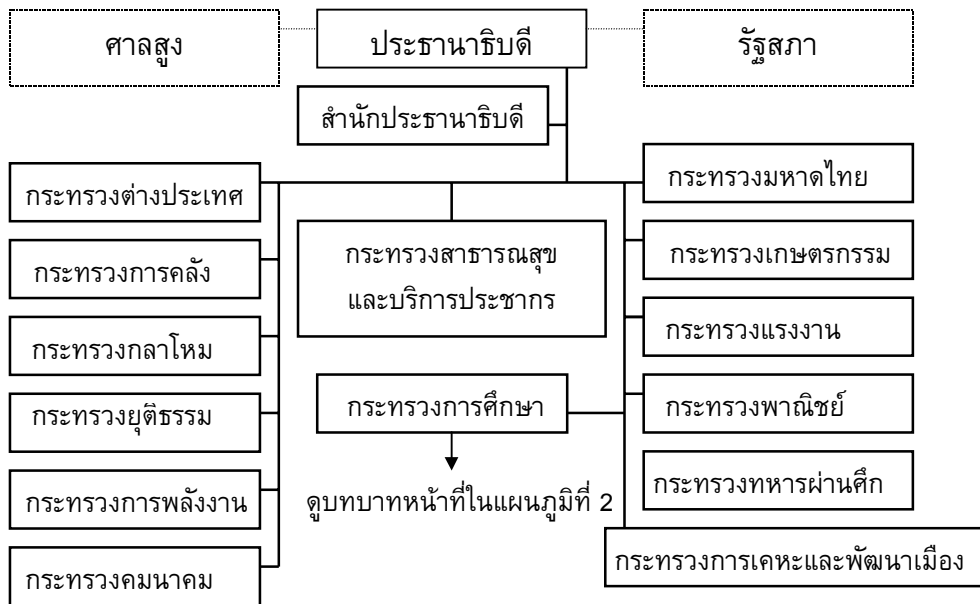 ศาลสูง
ประธานาธิบดี
รัฐสภา
สำนักประธานาธิบดี
กระทรวงต่างประเทศ
กระทรวงการคลัง
กระทรวงกลาโหม
กระทรวงยุติธรรม
กระทรวงการพลังงาน
กระทรวงคมนาคม
กระทรวงสาธารณสุข
และบริการประชากร
กระทรวงการศึกษา
ดูบทบาทหน้าที่ในแผนภูมิที่ 2
กระทรวงมหาดไทย
กระทรวงเกษตรกรรม
กระทรวงแรงงาน
กระทรวงพาณิชย์
กระทรวงทหารผ่านศึก
กระทรวงการเคหะและพัฒนาเมือง